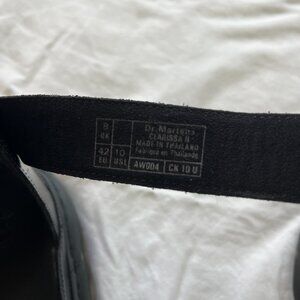 8
UK
42
EU
10
USL
Dr. Martens
CLARISSA II
MADE IN THAILAND
Fabriqué en Thaïlande
AW004
CK 10 U